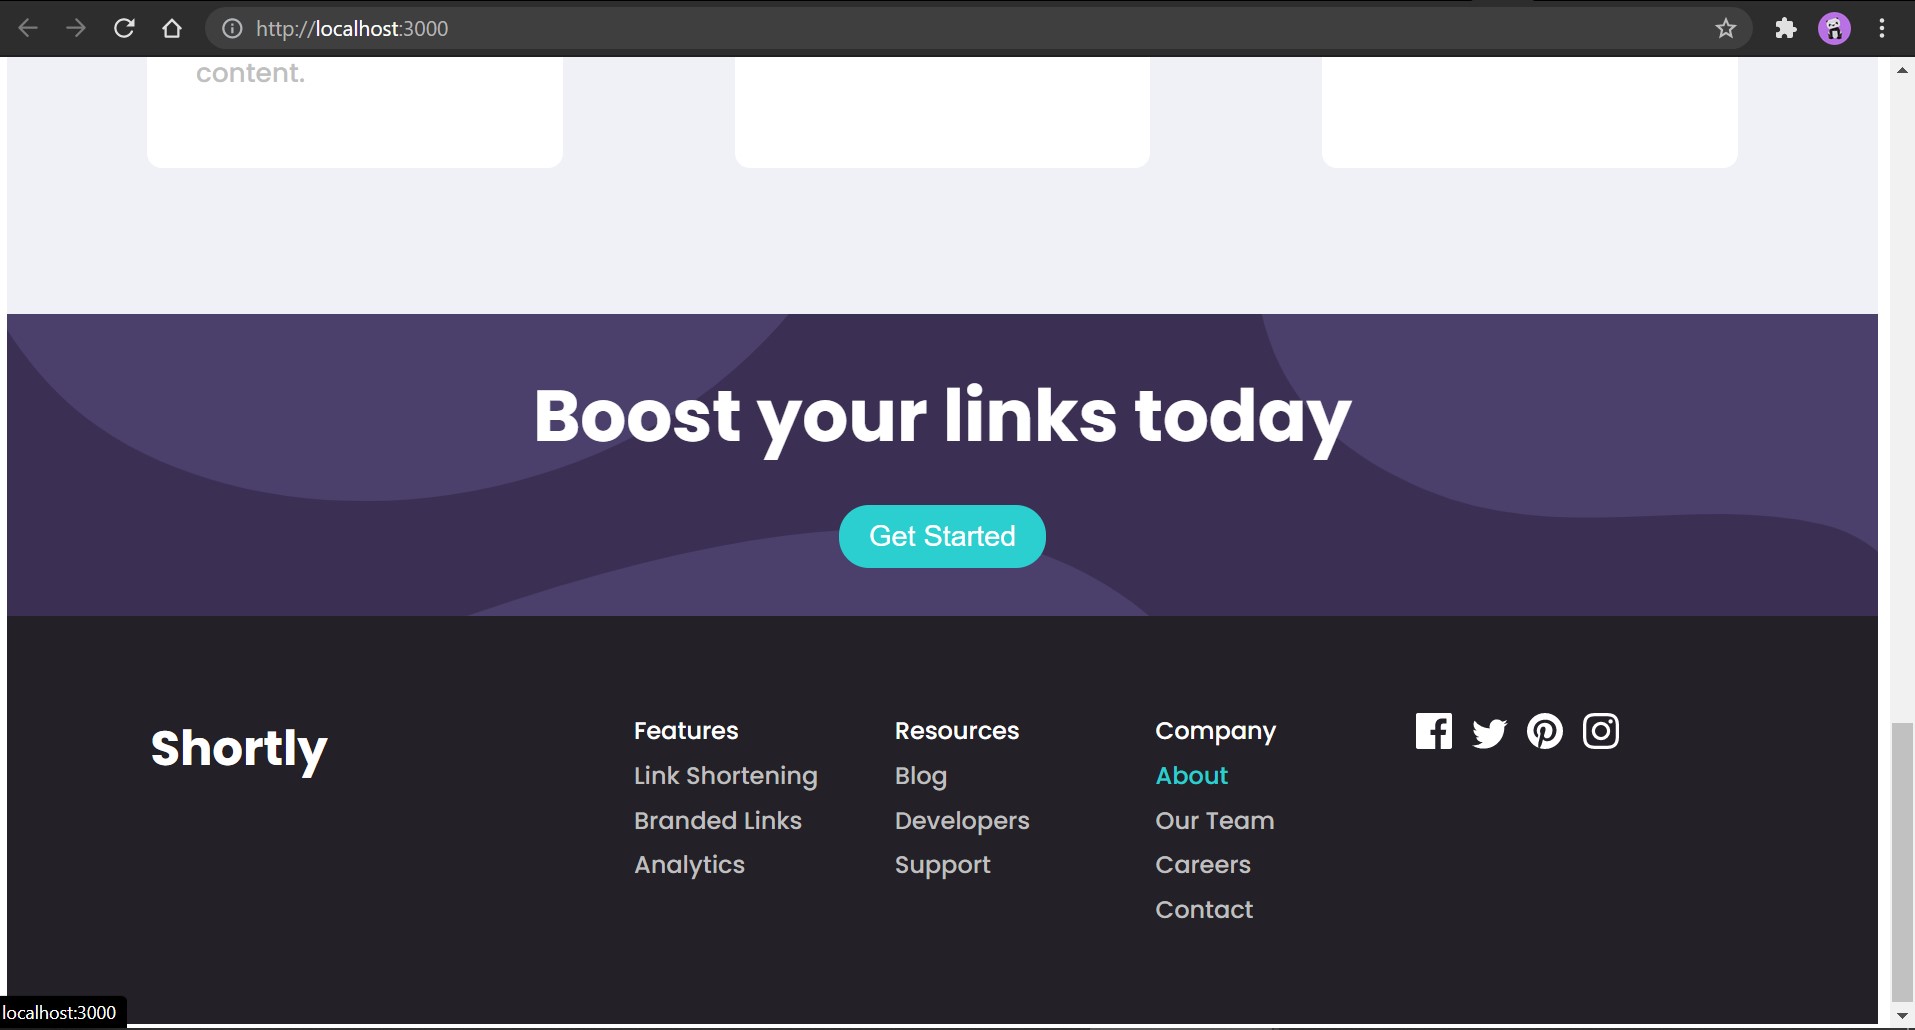 http://localhost:3000
content.
Boost your links today
Get Started
Shortly
Features
Link Shortening
Branded Links
Analytics
Resources
Blog
Developers
Support
Company
About
Our Team
Careers
Contact
localhost:3000